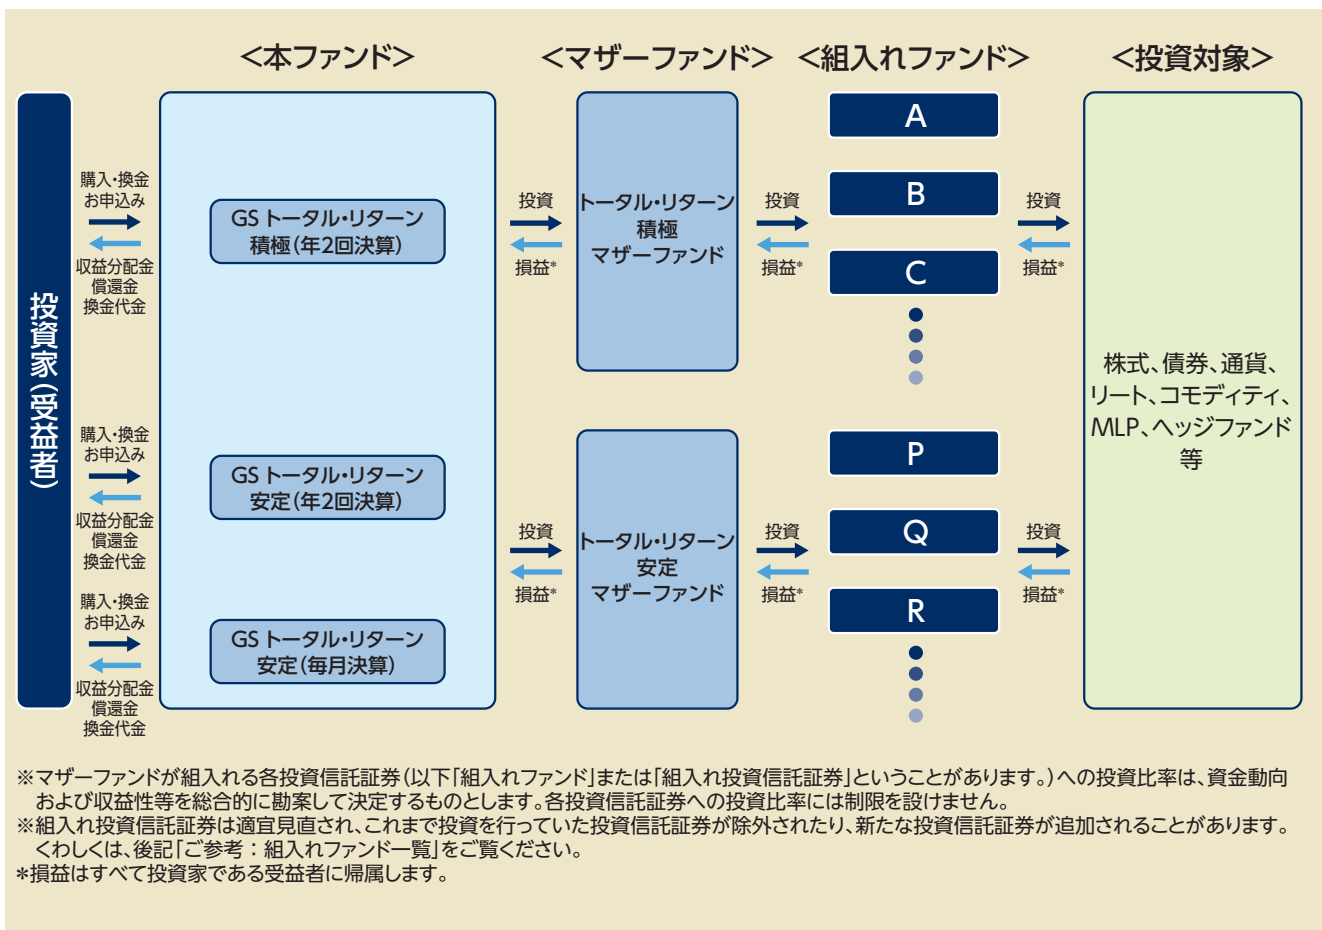 ＜本ファンド＞
＜マザーファンド＞
＜組入れファンド＞
＜投資対象＞
投資家（受益者）
購入・換金
お申込み
収益分配金
償還金
換金代金
GS トータル・リターン
積極（年2回決算）
投資
損益*
トータル・リターン
積極
マザーファンド
投資
損益*
A
B
C
投資
損益*
株式、債券、通貨、
リート、コモディティ、
MLP、ヘッジファンド
等
購入・換金
お申込み
収益分配金
償還金
換金代金
GS トータル・リターン
安定（年2回決算）
購入・換金
お申込み
収益分配金
償還金
換金代金
GS トータル・リターン
安定（毎月決算）
投資
損益*
トータル・リターン
安定
マザーファンド
投資
損益*
P
Q
R
投資
損益*
※マザーファンドが組入れる各投資信託証券（以下「組入れファンド」または「組入れ投資信託証券」ということがあります。）への投資比率は、資金動向
および収益性等を総合的に勘案して決定するものとします。各投資信託証券への投資比率には制限を設けません。
※組入れ投資信託証券は適宜見直され、これまで投資を行っていた投資信託証券が除外されたり、新たな投資信託証券が追加されることがあります。
くわしくは、後記「ご参考：組入れファンド一覧」をご覧ください。
*損益はすべて投資家である受益者に帰属します。